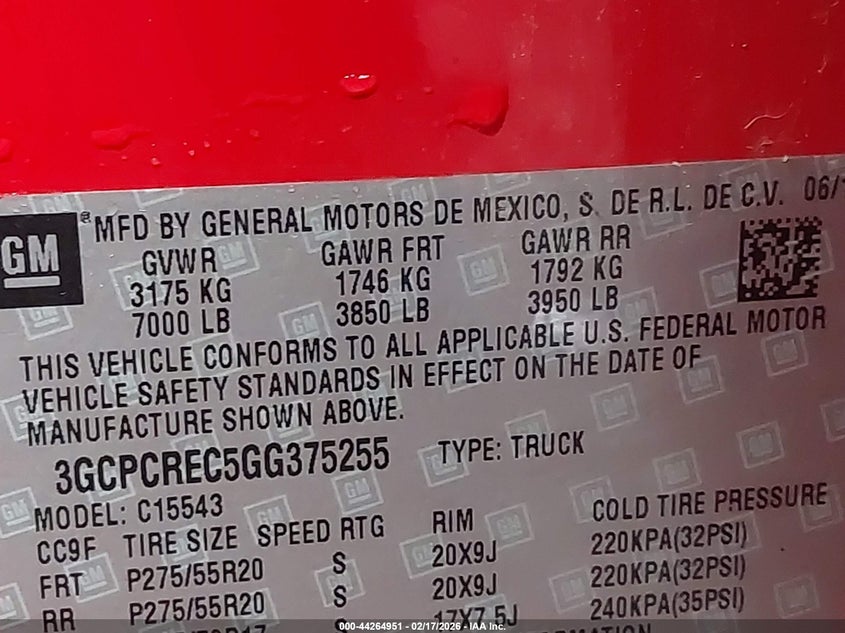 GM
® MFD BY GENERAL MOTORS DE MEXICO, S. DE R.L. DE C.V. 06/
GVWR GAWR FRT GAWR RR
3175 KG 1746 KG 1792 KG
7000 LB 3850 LB 3950 LB
THIS VEHICLE CONFORMS TO ALL APPLICABLE U.S. FEDERAL MOTOR
VEHICLE SAFETY STANDARDS IN EFFECT ON THE DATE OF
MANUFACTURE SHOWN ABOVE.
3GCPCREC5GG375255 TYPE: TRUCK
MODEL: C15543
CC9F TIRE SIZE SPEED RTG RIM COLD TIRE PRESSURE
FRT P275/55R20 S 20X9J 220KPA(32PSI)
RR P275/55R20 S 20X9J 220KPA(32PSI)
17X7.5J 240KPA(35PSI)
000-44264951 - 02/17/2026 - IAA Inc.